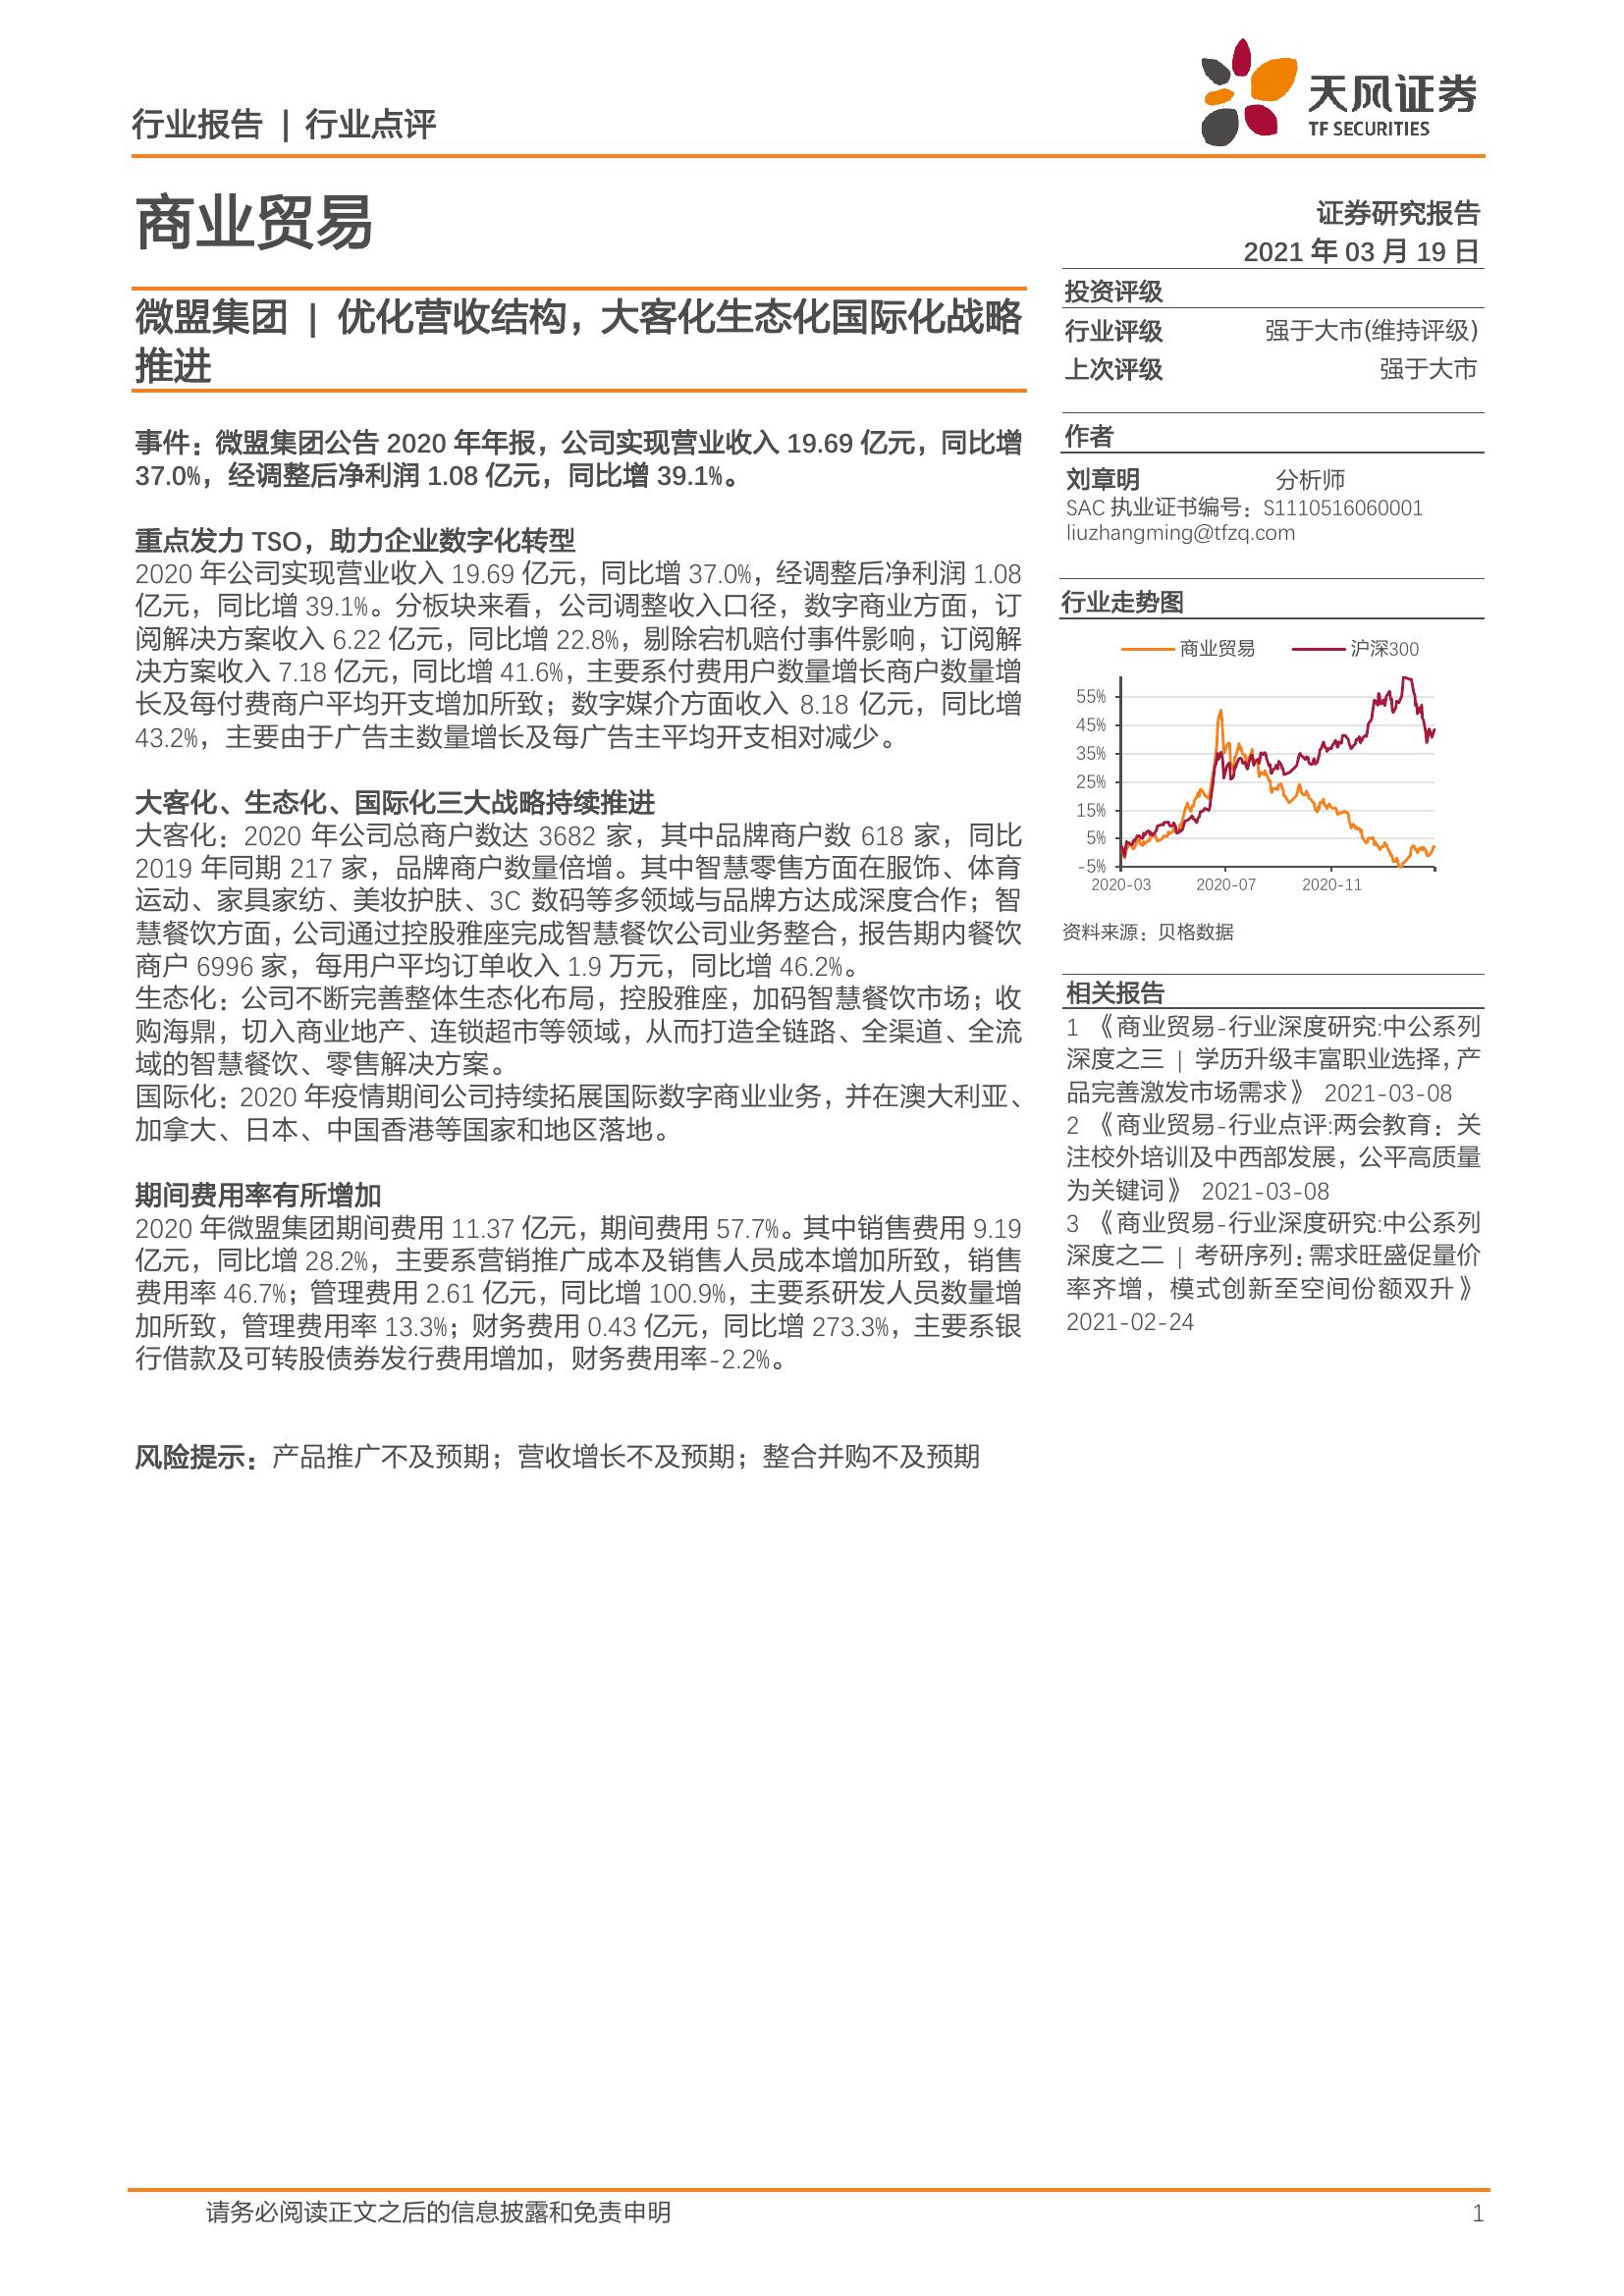 行业报告 | 行业点评
天风证券
TF SECURITIES
商业贸易
证券研究报告
2021 年 03 月 19 日
微盟集团 | 优化营收结构，大客化生态化国际化战略
推进
事件：微盟集团公告 2020 年年报，公司实现营业收入 19.69 亿元，同比增
37.0%，经调整后净利润 1.08 亿元，同比增 39.1%。
重点发力 TSO，助力企业数字化转型
2020 年公司实现营业收入 19.69 亿元，同比增 37.0%，经调整后净利润 1.08
亿元，同比增 39.1%。分板块来看，公司调整收入口径，数字商业方面，订
阅解决方案收入 6.22 亿元，同比增 22.8%，剔除宕机赔付事件影响，订阅解
决方案收入 7.18 亿元，同比增 41.6%，主要系付费用户数量增长商户数量增
长及每付费商户平均开支增加所致；数字媒介方面收入 8.18 亿元，同比增
43.2%，主要由于广告主数量增长及每广告主平均开支相对减少。
大客化、生态化、国际化三大战略持续推进
大客化：2020 年公司总商户数达 3682 家，其中品牌商户数 618 家，同比
2019 年同期 217 家，品牌商户数量倍增。其中智慧零售方面在服饰、体育
运动、家具家纺、美妆护肤、3C 数码等多领域与品牌方达成深度合作；智
慧餐饮方面，公司通过控股雅座完成智慧餐饮公司业务整合，报告期内餐饮
商户 6996 家，每用户平均订单收入 1.9 万元，同比增 46.2%。
生态化：公司不断完善整体生态化布局，控股雅座，加码智慧餐饮市场；收
购海鼎，切入商业地产、连锁超市等领域，从而打造全链路、全渠道、全流
域的智慧餐饮、零售解决方案。
国际化：2020 年疫情期间公司持续拓展国际数字商业业务，并在澳大利亚、
加拿大、日本、中国香港等国家和地区落地。
期间费用率有所增加
2020 年微盟集团期间费用 11.37 亿元，期间费用 57.7%。其中销售费用 9.19
亿元，同比增 28.2%，主要系营销推广成本及销售人员成本增加所致，销售
费用率 46.7%；管理费用 2.61 亿元，同比增 100.9%，主要系研发人员数量增
加所致，管理费用率 13.3%；财务费用 0.43 亿元，同比增 273.3%，主要系银
行借款及可转股债券发行费用增加，财务费用率-2.2%。
风险提示：产品推广不及预期；营收增长不及预期；整合并购不及预期
投资评级
行业评级 强于大市(维持评级)
上次评级 强于大市
作者
刘章明 分析师
SAC 执业证书编号：S1110516060001
liuzhangming@tfzq.com
行业走势图
商业贸易 沪深300
55%
45%
35%
25%
15%
5%
-5%
2020-03 2020-07 2020-11
资料来源：贝格数据
相关报告
1 《商业贸易-行业深度研究:中公系列
深度之三 | 学历升级丰富职业选择，产
品完善激发市场需求》 2021-03-08
2 《商业贸易-行业点评:两会教育：关
注校外培训及中西部发展，公平高质量
为关键词》 2021-03-08
3 《商业贸易-行业深度研究:中公系列
深度之二 | 考研序列：需求旺盛促量价
率齐增，模式创新至空间份额双升》
2021-02-24
请务必阅读正文之后的信息披露和免责申明 1